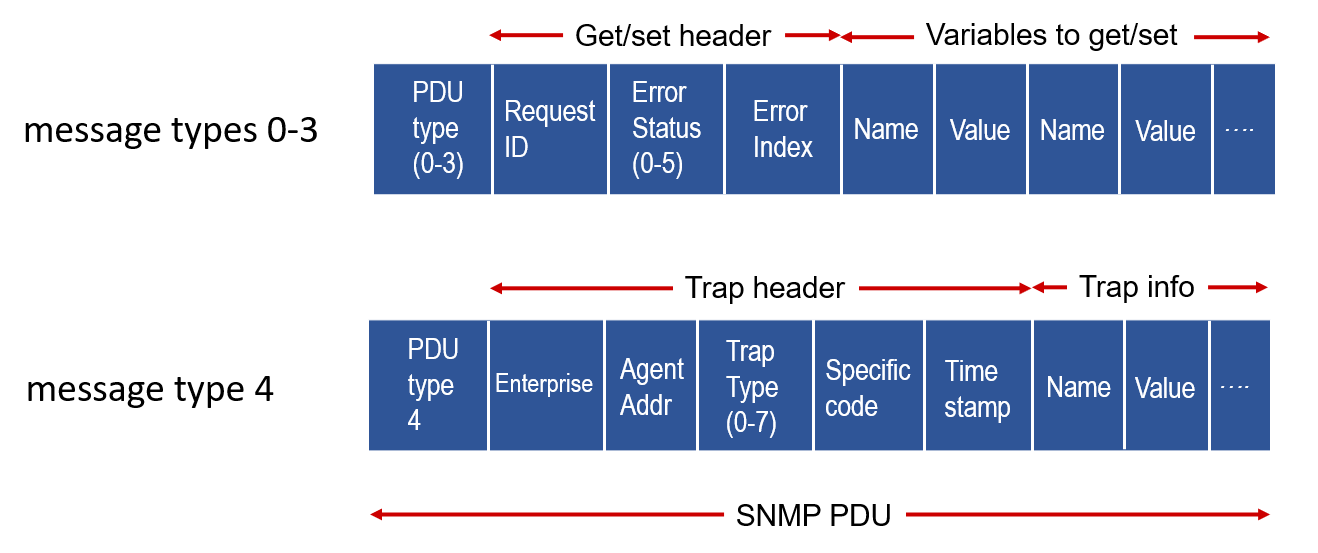 Get/set header
Variables to get/set
message types 0-3
PDU
type
(0-3)
Request
ID
Error
Status
(0-5)
Error
Index
Name
Value
Name
Value
....
Trap header
Trap info
message type 4
PDU
type
4
Enterprise
Agent
Addr
Trap
Type
(0-7)
Specific
code
Time
stamp
Name
Value
....
SNMP PDU